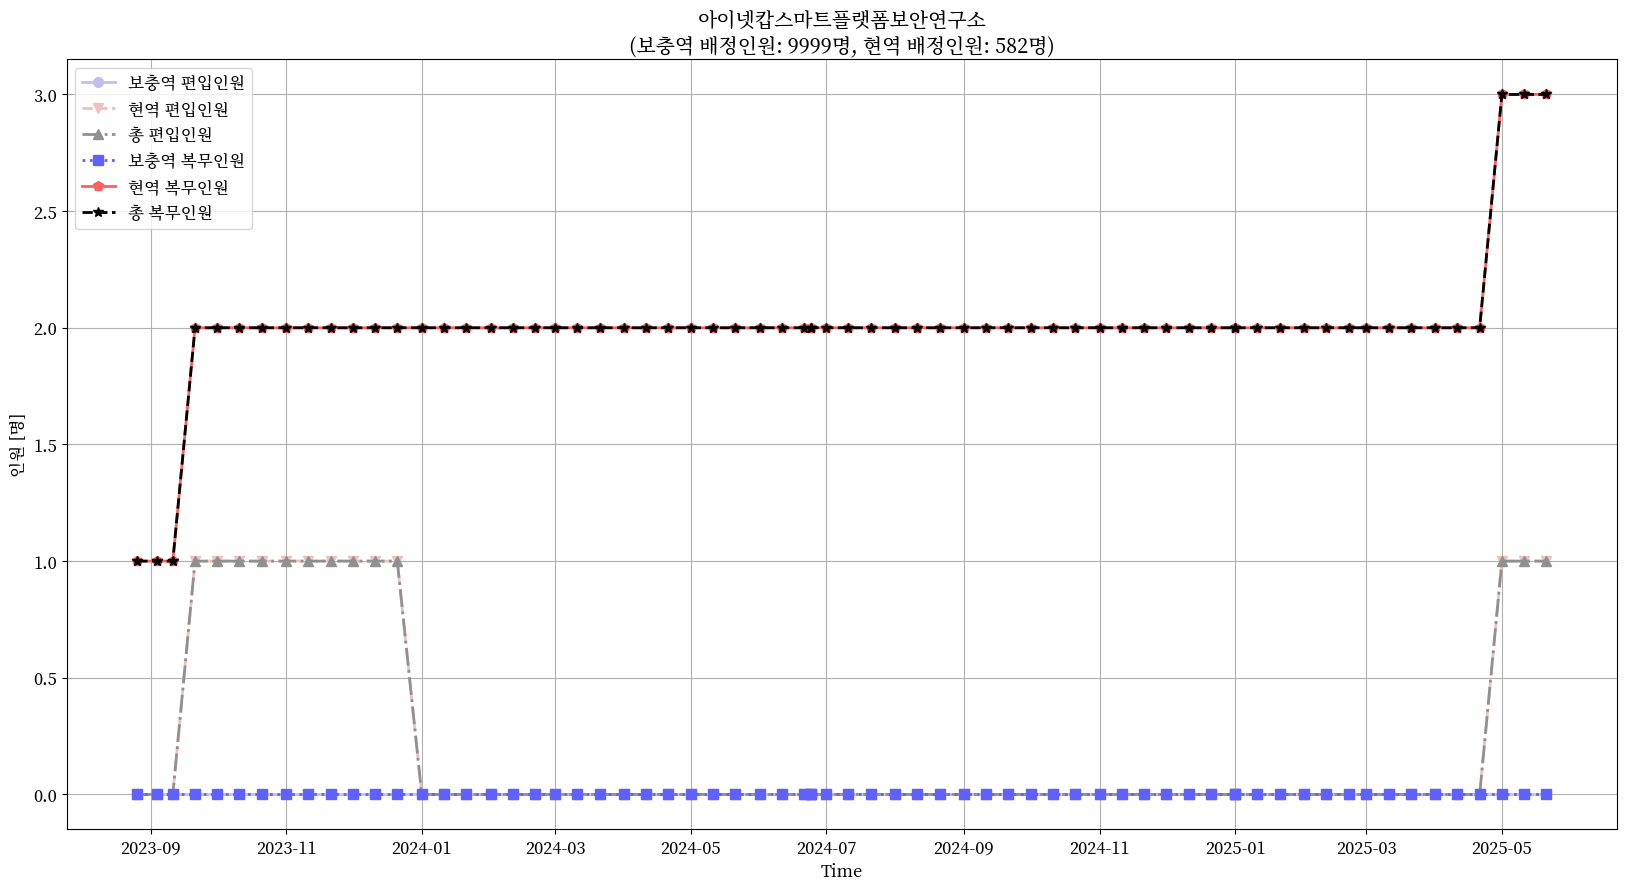 아이넷캅스마트플랫폼보안연구소
(보충역 배정인원: 9999명, 현역 배정인원: 582명)
보충역 편입인원
현역 편입인원
총 편입인원
보충역 복무인원
현역 복무인원
총 복무인원
인원 [명]
3.0
2.5
2.0
1.5
1.0
0.5
0.0
2023-09 2023-11 2024-01 2024-03 2024-05 2024-07 2024-09 2024-11 2025-01 2025-03 2025-05
Time